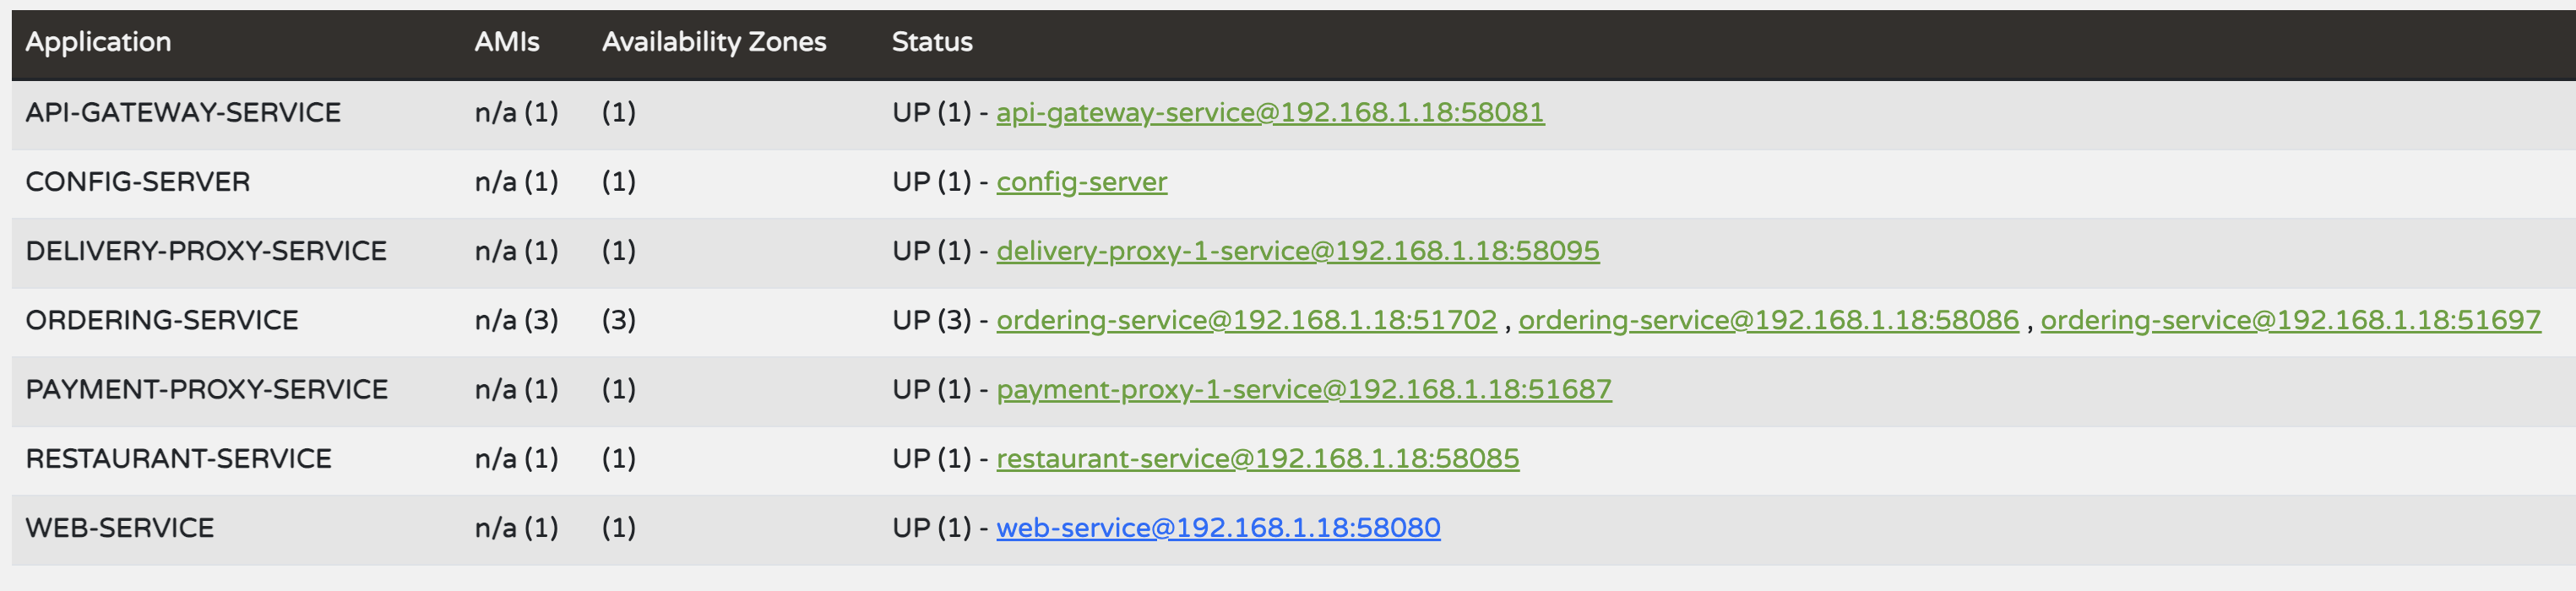 Application AMIs Availability Zones Status
API-GATEWAY-SERVICE n/a (1) (1) UP (1) - api-gateway-service@192.168.1.18:58081
CONFIG-SERVER n/a (1) (1) UP (1) - config-server
DELIVERY-PROXY-SERVICE n/a (1) (1) UP (1) - delivery-proxy-1-service@192.168.1.18:58095
ORDERING-SERVICE n/a (3) (3) UP (3) - ordering-service@192.168.1.18:51702 , ordering-service@192.168.1.18:58086 , ordering-service@192.168.1.18:51697
PAYMENT-PROXY-SERVICE n/a (1) (1) UP (1) - payment-proxy-1-service@192.168.1.18:51687
RESTAURANT-SERVICE n/a (1) (1) UP (1) - restaurant-service@192.168.1.18:58085
WEB-SERVICE n/a (1) (1) UP (1) - web-service@192.168.1.18:58080